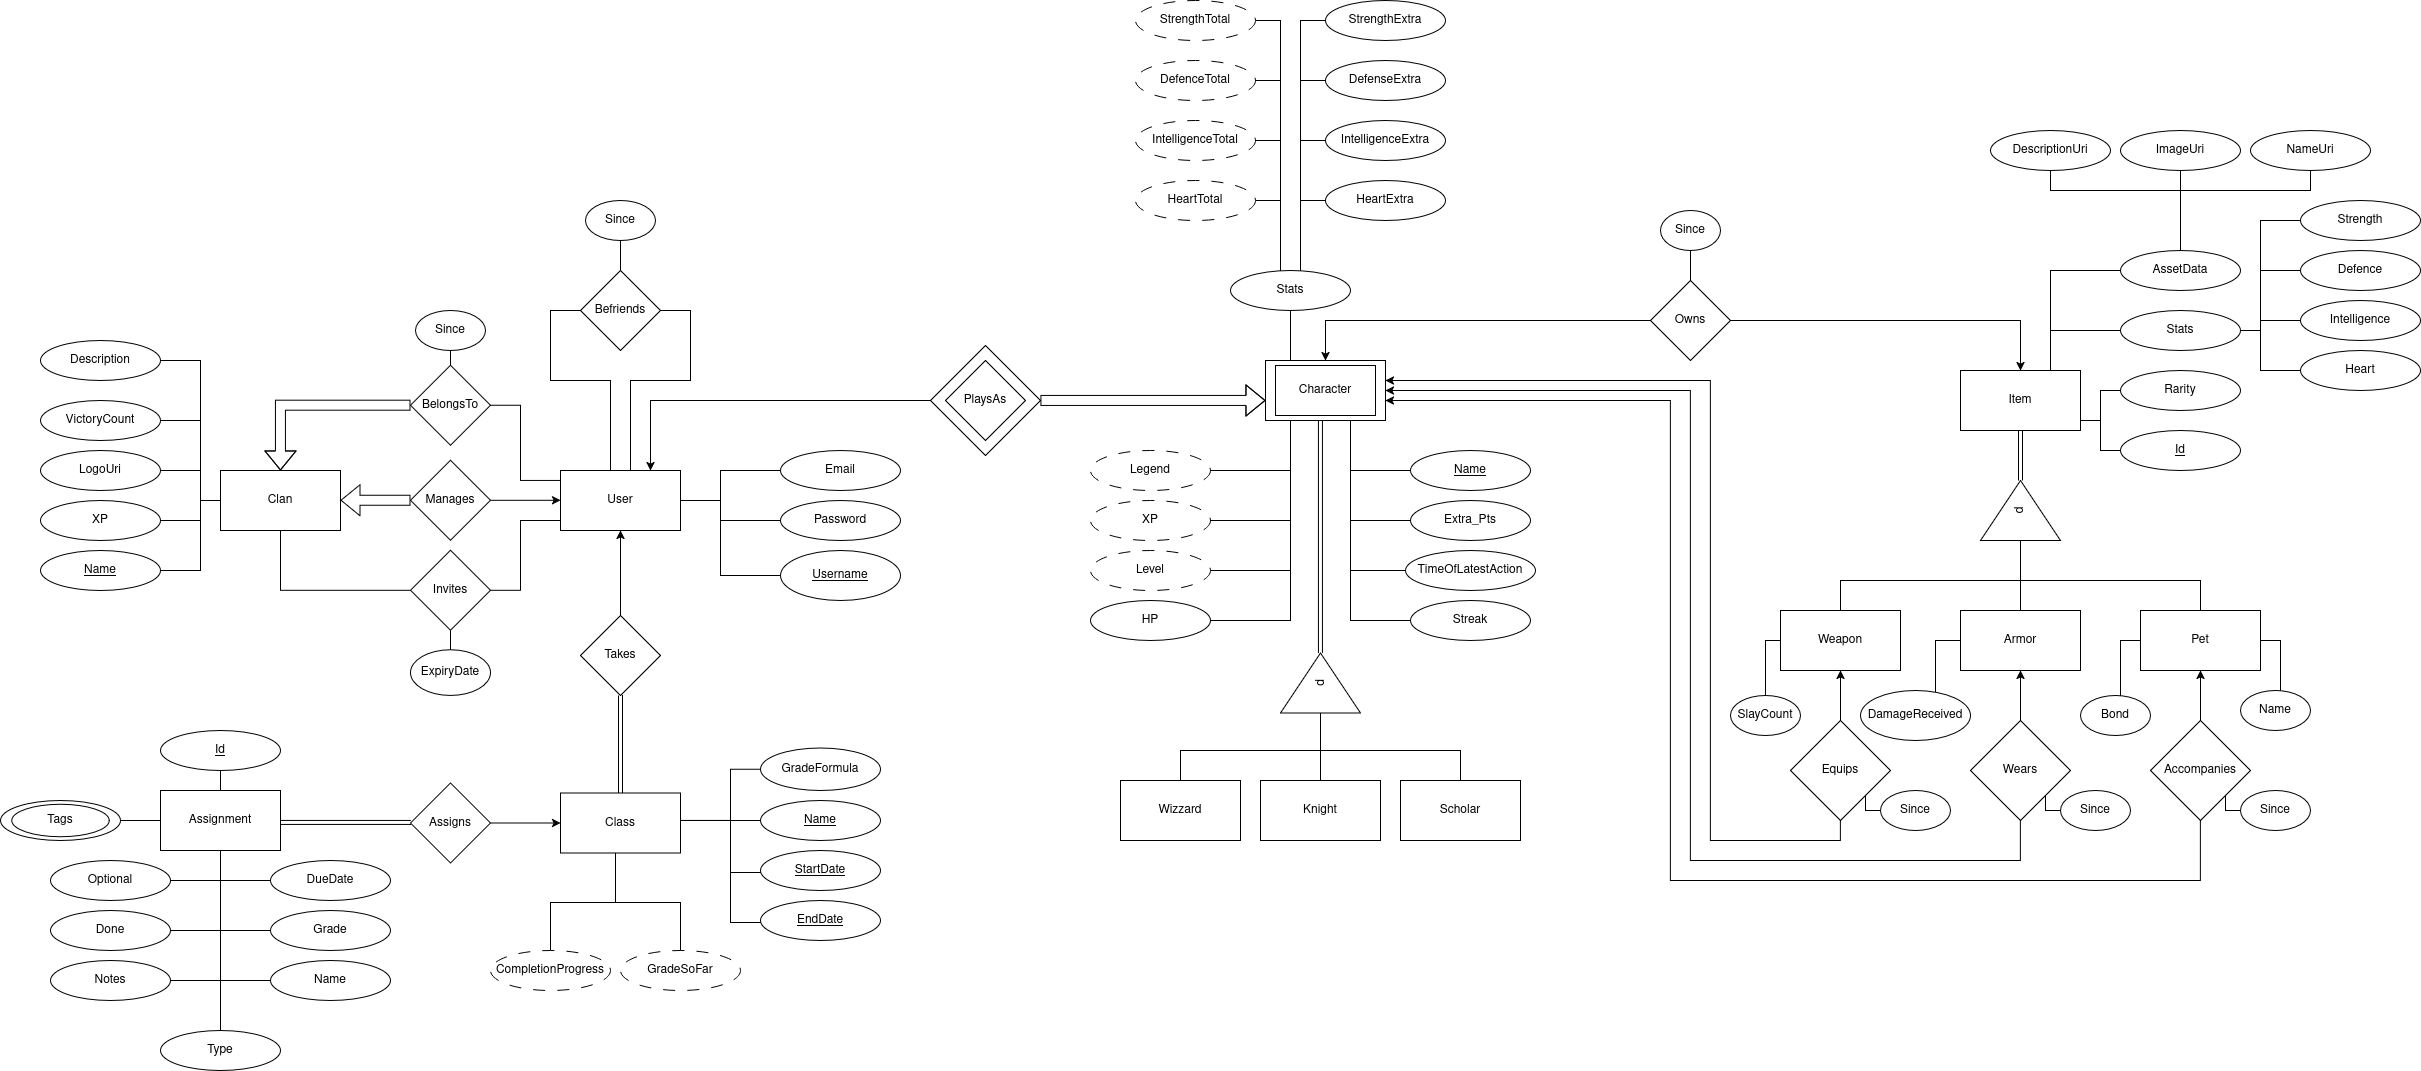 StrengthTotal
StrengthExtra
DefenceTotal
DefenseExtra
IntelligenceTotal
IntelligenceExtra
HeartTotal
HeartExtra
Stats
DescriptionUri
ImageUri
NameUri
Since
Since
AssetData
Stats
Strength
Defence
Intelligence
Heart
Befriends
Owns
Since
Description
VictoryCount
LogoUri
XP
Name
BelongsTo
PlaysAs
Character
Item
Rarity
Id
Clan
Manages
User
Email
Password
Username
Invites
ExpiryDate
Legend
XP
Level
HP
Name
Extra_Pts
TimeOfLatestAction
Streak
d
d
Takes
Weapon
Armor
Pet
SlayCount
DamageReceived
Bond
Name
Equips
Wears
Accompanies
Since
Since
Since
Wizzard
Knight
Scholar
Id
Tags
Assignment
Assigns
Class
GradeFormula
Name
StartDate
EndDate
Optional
DueDate
Done
Grade
Notes
Name
Type
CompletionProgress
GradeSoFar